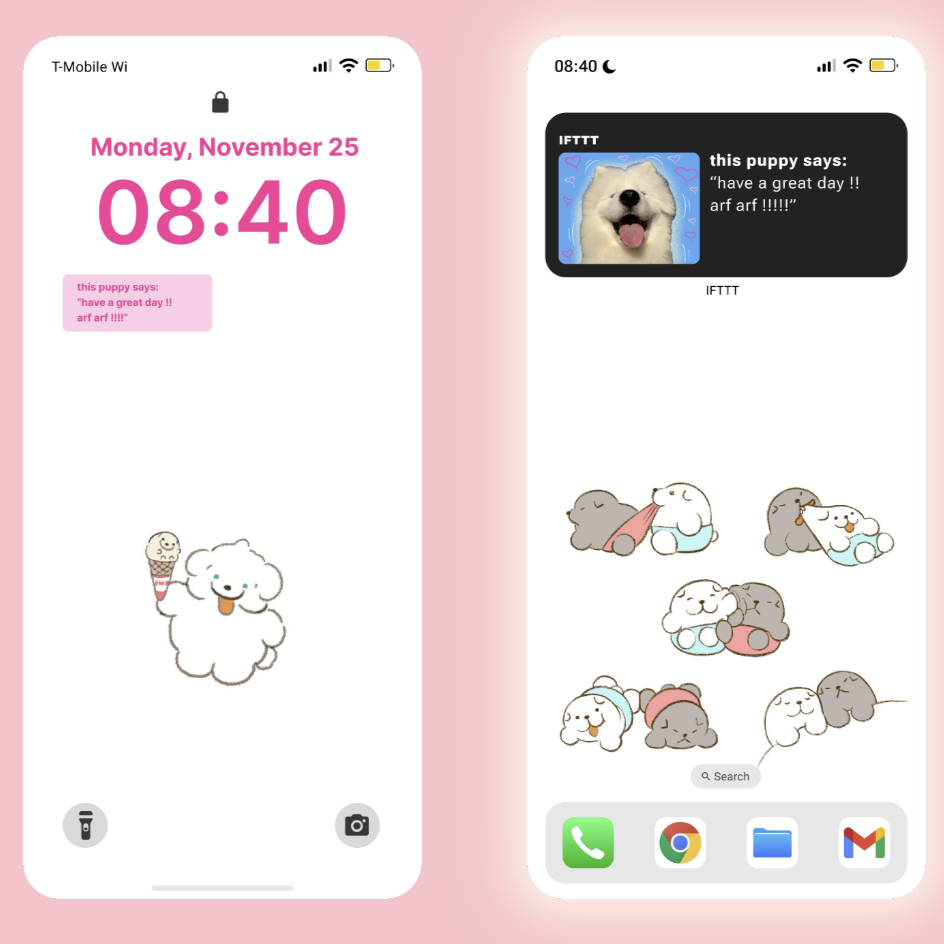 T-Mobile Wi
Monday, November 25
08:40
this puppy says:
"have a great day !!
arf arf !!!!"
08:40
IFTTT
this puppy says:
“have a great day !!
arf arf !!!!!”
IFTTT
Search